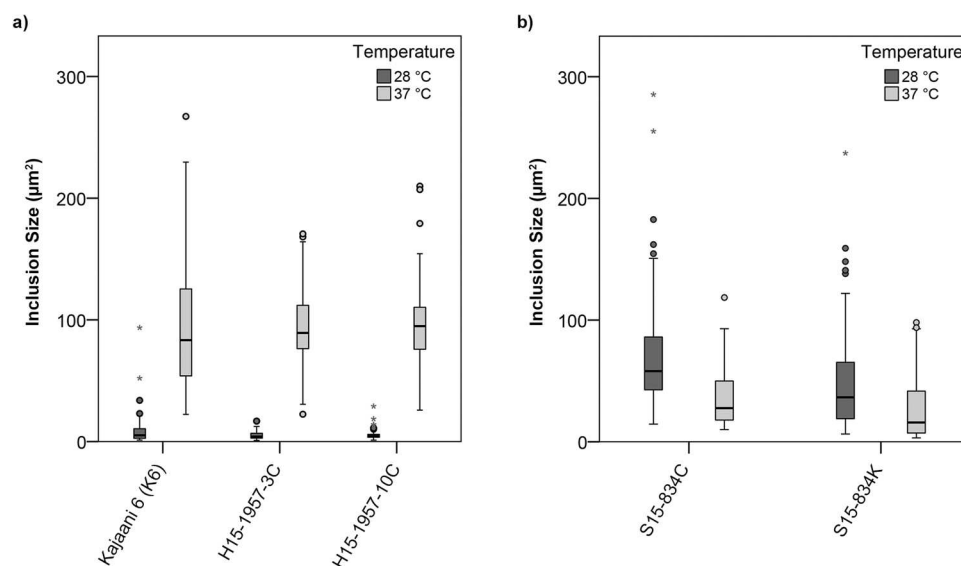 a)
Temperature
28 °C
37 °C
300
200
100
0
Inclusion Size (µm²)
Kajaani 6 (K6)
H15-1957-3C
H15-1957-10C
b)
Temperature
28 °C
37 °C
300
200
100
0
Inclusion Size (µm²)
S15-834C
S15-834K